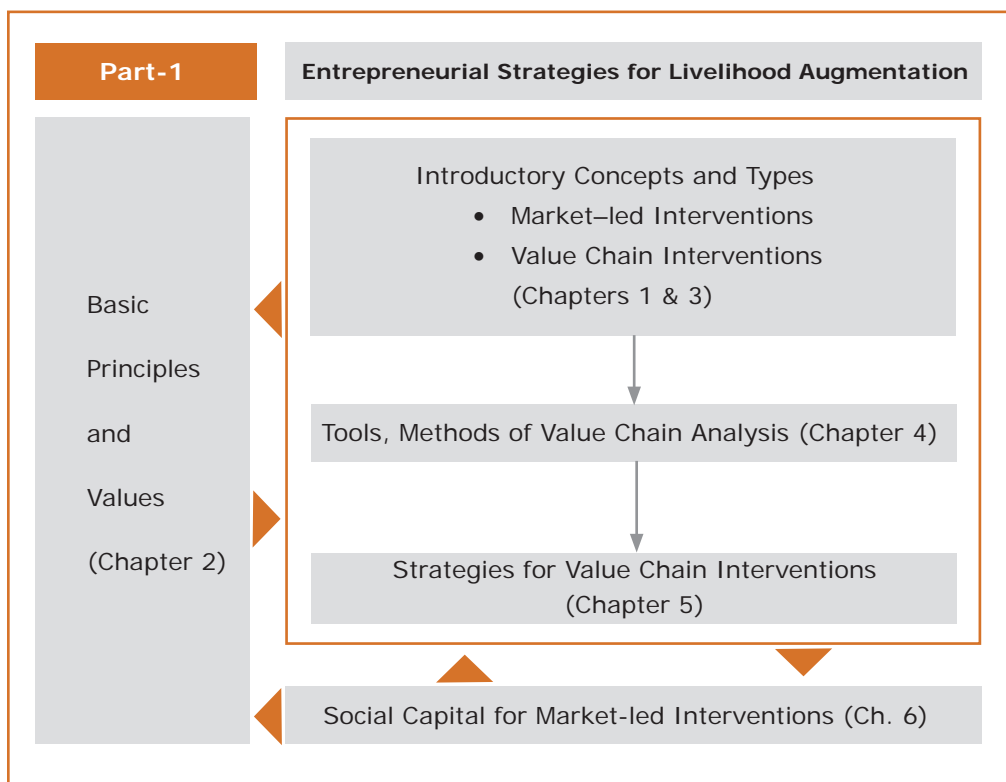 Part-1
Entrepreneurial Strategies for Livelihood Augmentation
Basic
Principles
and
Values
(Chapter 2)
Introductory Concepts and Types
• Market–led Interventions
• Value Chain Interventions
(Chapters 1 & 3)
Tools, Methods of Value Chain Analysis (Chapter 4)
Strategies for Value Chain Interventions
(Chapter 5)
Social Capital for Market-led Interventions (Ch. 6)